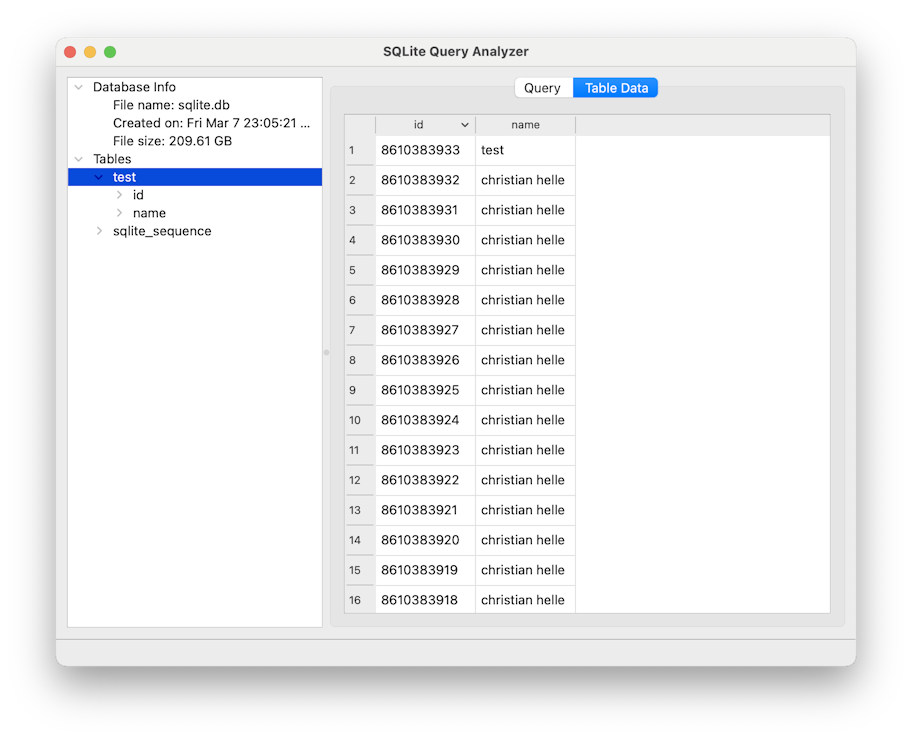 SQLite Query Analyzer
Database Info
File name: sqlite.db
Created on: Fri Mar 7 23:05:21 ...
File size: 209.61 GB
Tables
test
id
name
sqlite_sequence
Query Table Data
id name
1 8610383933 test
2 8610383932 christian helle
3 8610383931 christian helle
4 8610383930 christian helle
5 8610383929 christian helle
6 8610383928 christian helle
7 8610383927 christian helle
8 8610383926 christian helle
9 8610383925 christian helle
10 8610383924 christian helle
11 8610383923 christian helle
12 8610383922 christian helle
13 8610383921 christian helle
14 8610383920 christian helle
15 8610383919 christian helle
16 8610383918 christian helle